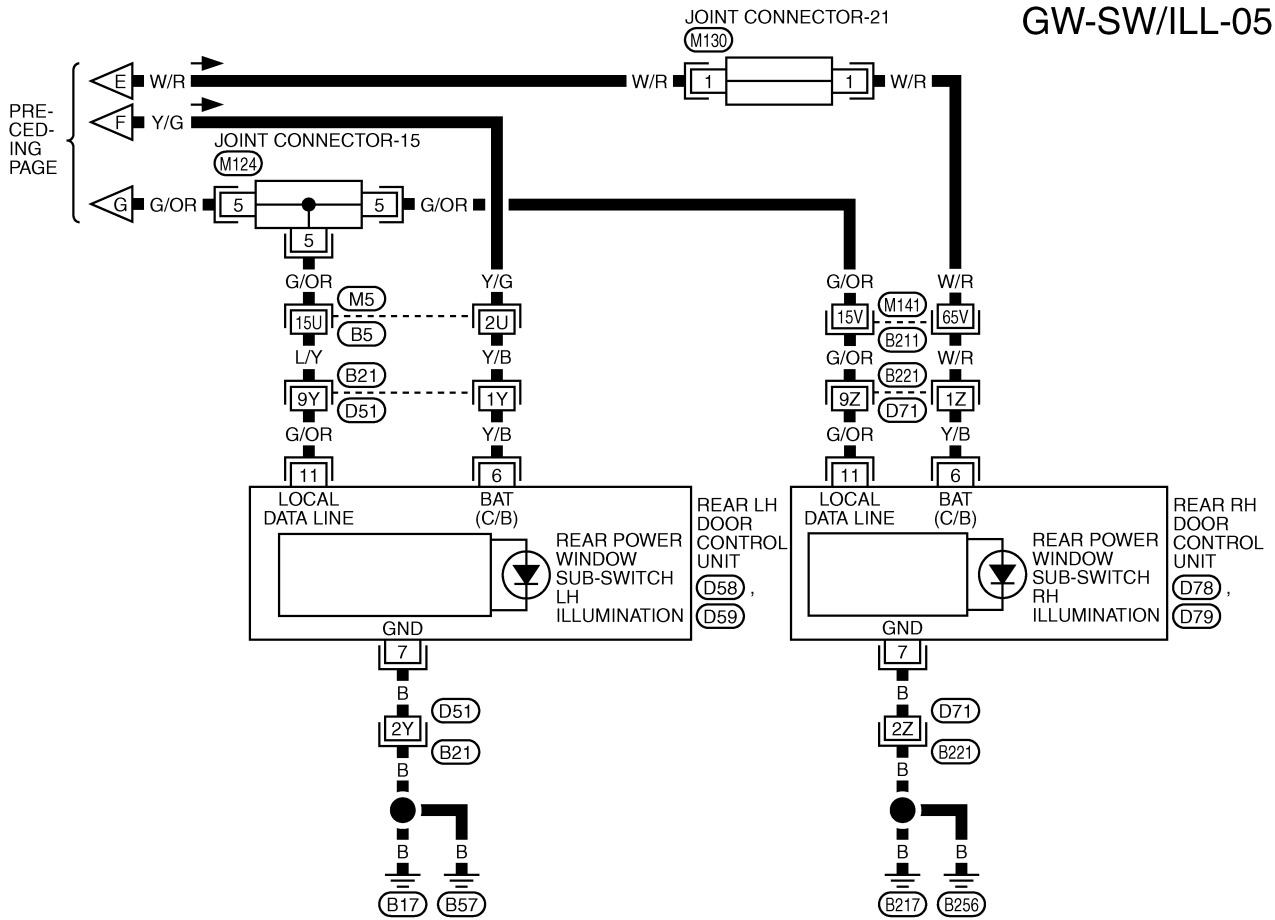 GW-SW/ILL-05
JOINT CONNECTOR-21
M130
E W/R W/R 1 1 W/R
PRE-
CED-
ING
PAGE
F Y/G
JOINT CONNECTOR-15
M124
G G/OR 5 5 G/OR
5
G/OR Y/G G/OR W/R
M5 M141
15U 2U 15V 65V
B5 B211
L/Y Y/B G/OR W/R
B21 B221
9Y 1Y 9Z 1Z
D51 D71
G/OR Y/B G/OR Y/B
11 6 11 6
LOCAL
DATA LINE
BAT
(C/B)
REAR LH
DOOR
CONTROL
UNIT
D58 ,
D59
REAR POWER
WINDOW
SUB-SWITCH
LH
ILLUMINATION
GND
LOCAL
DATA LINE
BAT
(C/B)
REAR RH
DOOR
CONTROL
UNIT
D78 ,
D79
REAR POWER
WINDOW
SUB-SWITCH
RH
ILLUMINATION
GND
7 7
B B
D51 D71
2Y 2Z
B21 B221
B B
B B B B
B17 B57 B217 B256